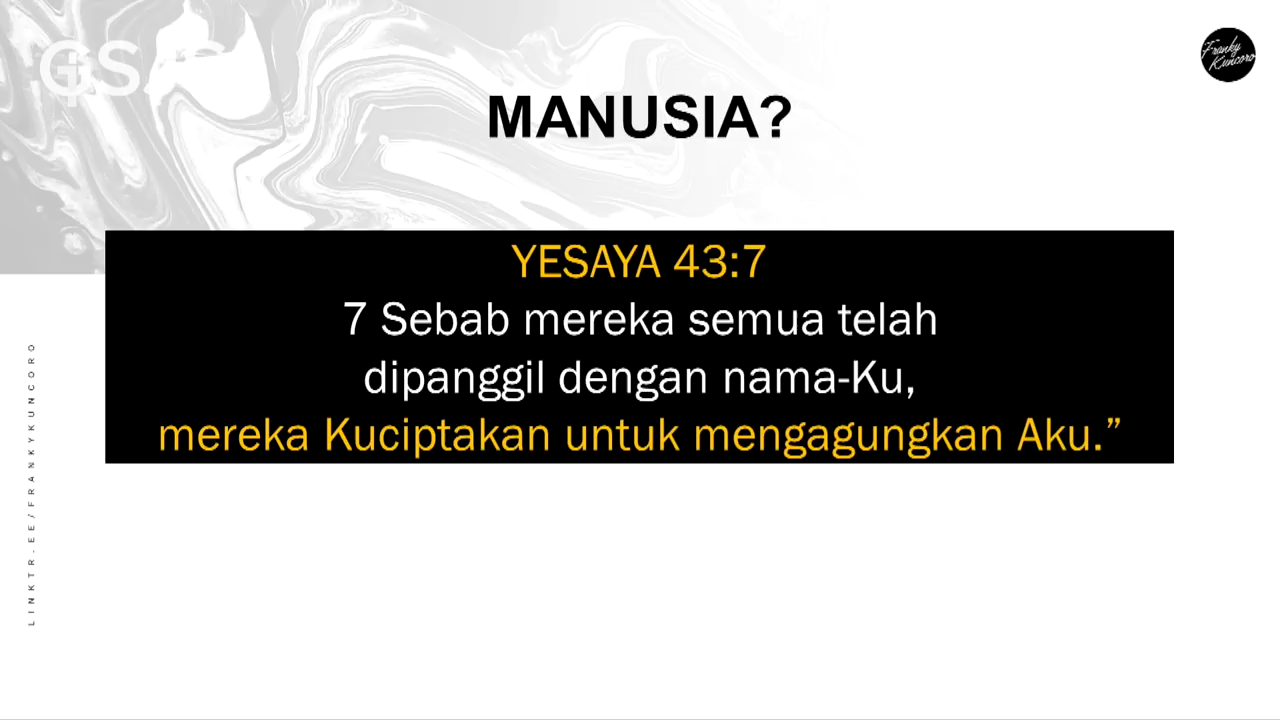 GSJS
Franky
Kuncoro
MANUSIA?
YESAYA 43:7
7 Sebab mereka semua telah
dipanggil dengan nama-Ku,
mereka Kuciptakan untuk mengagungkan Aku.”
LINKTR.EE/FRANKYKUNCORO